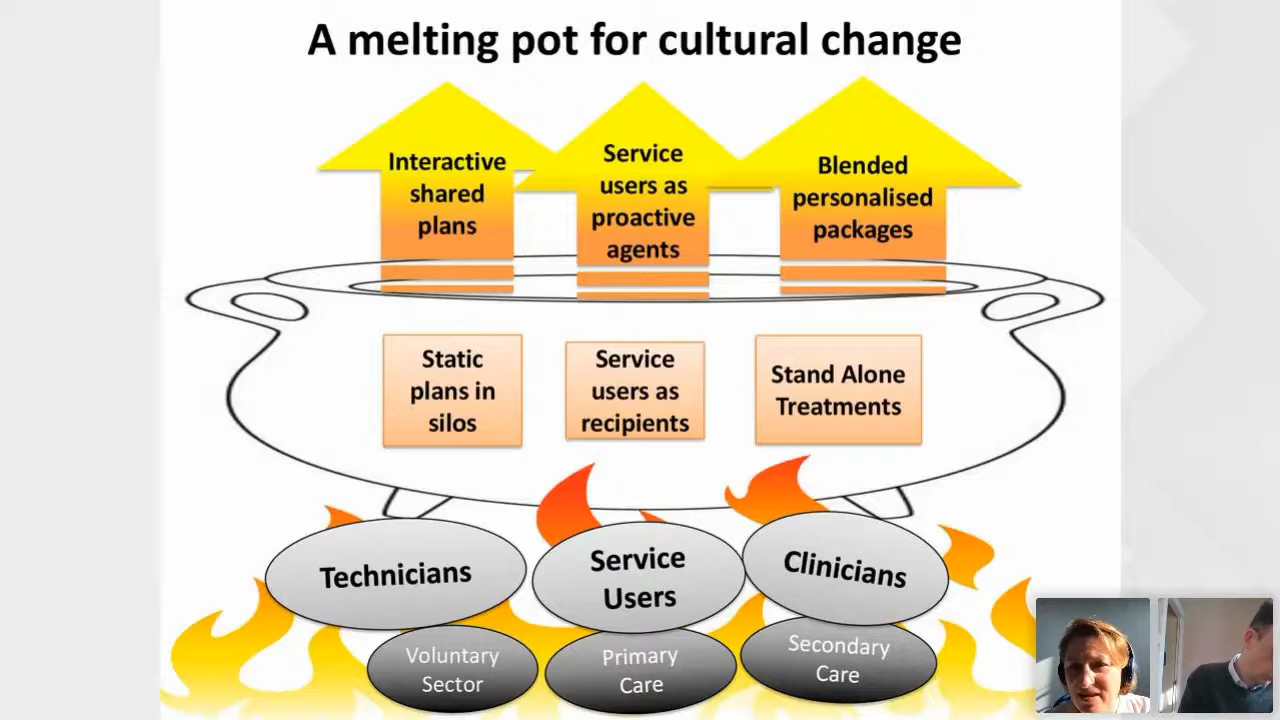 A melting pot for cultural change
Interactive
shared
plans
Service
users as
proactive
agents
Blended
personalised
packages
Static
plans in
silos
Service
users as
recipients
Stand Alone
Treatments
Technicians
Service
Users
Clinicians
Voluntary
Sector
Primary
Care
Secondary
Care